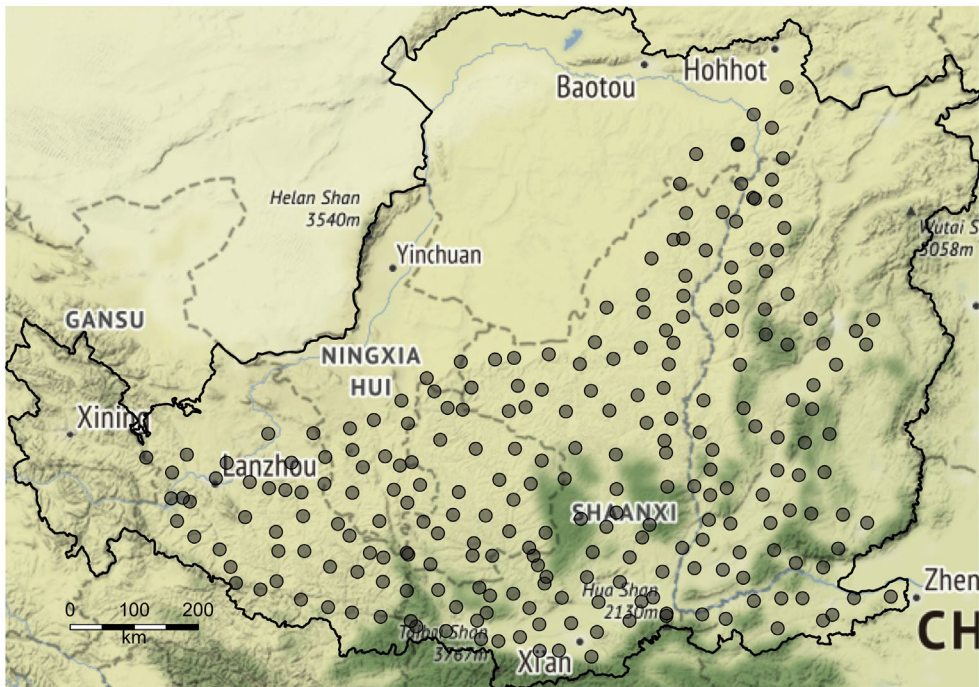 Hohhot
Baotou
Helan Shan
3540m
Wutai S
3058m
Yinchuan
GANSU
NINGXIA
HUI
Xining
Lanzhou
SHAANXI
Hua Shan
2130m
Zhen
0 100 200
km
Taibai Shan
3767m
CH
Xi'an